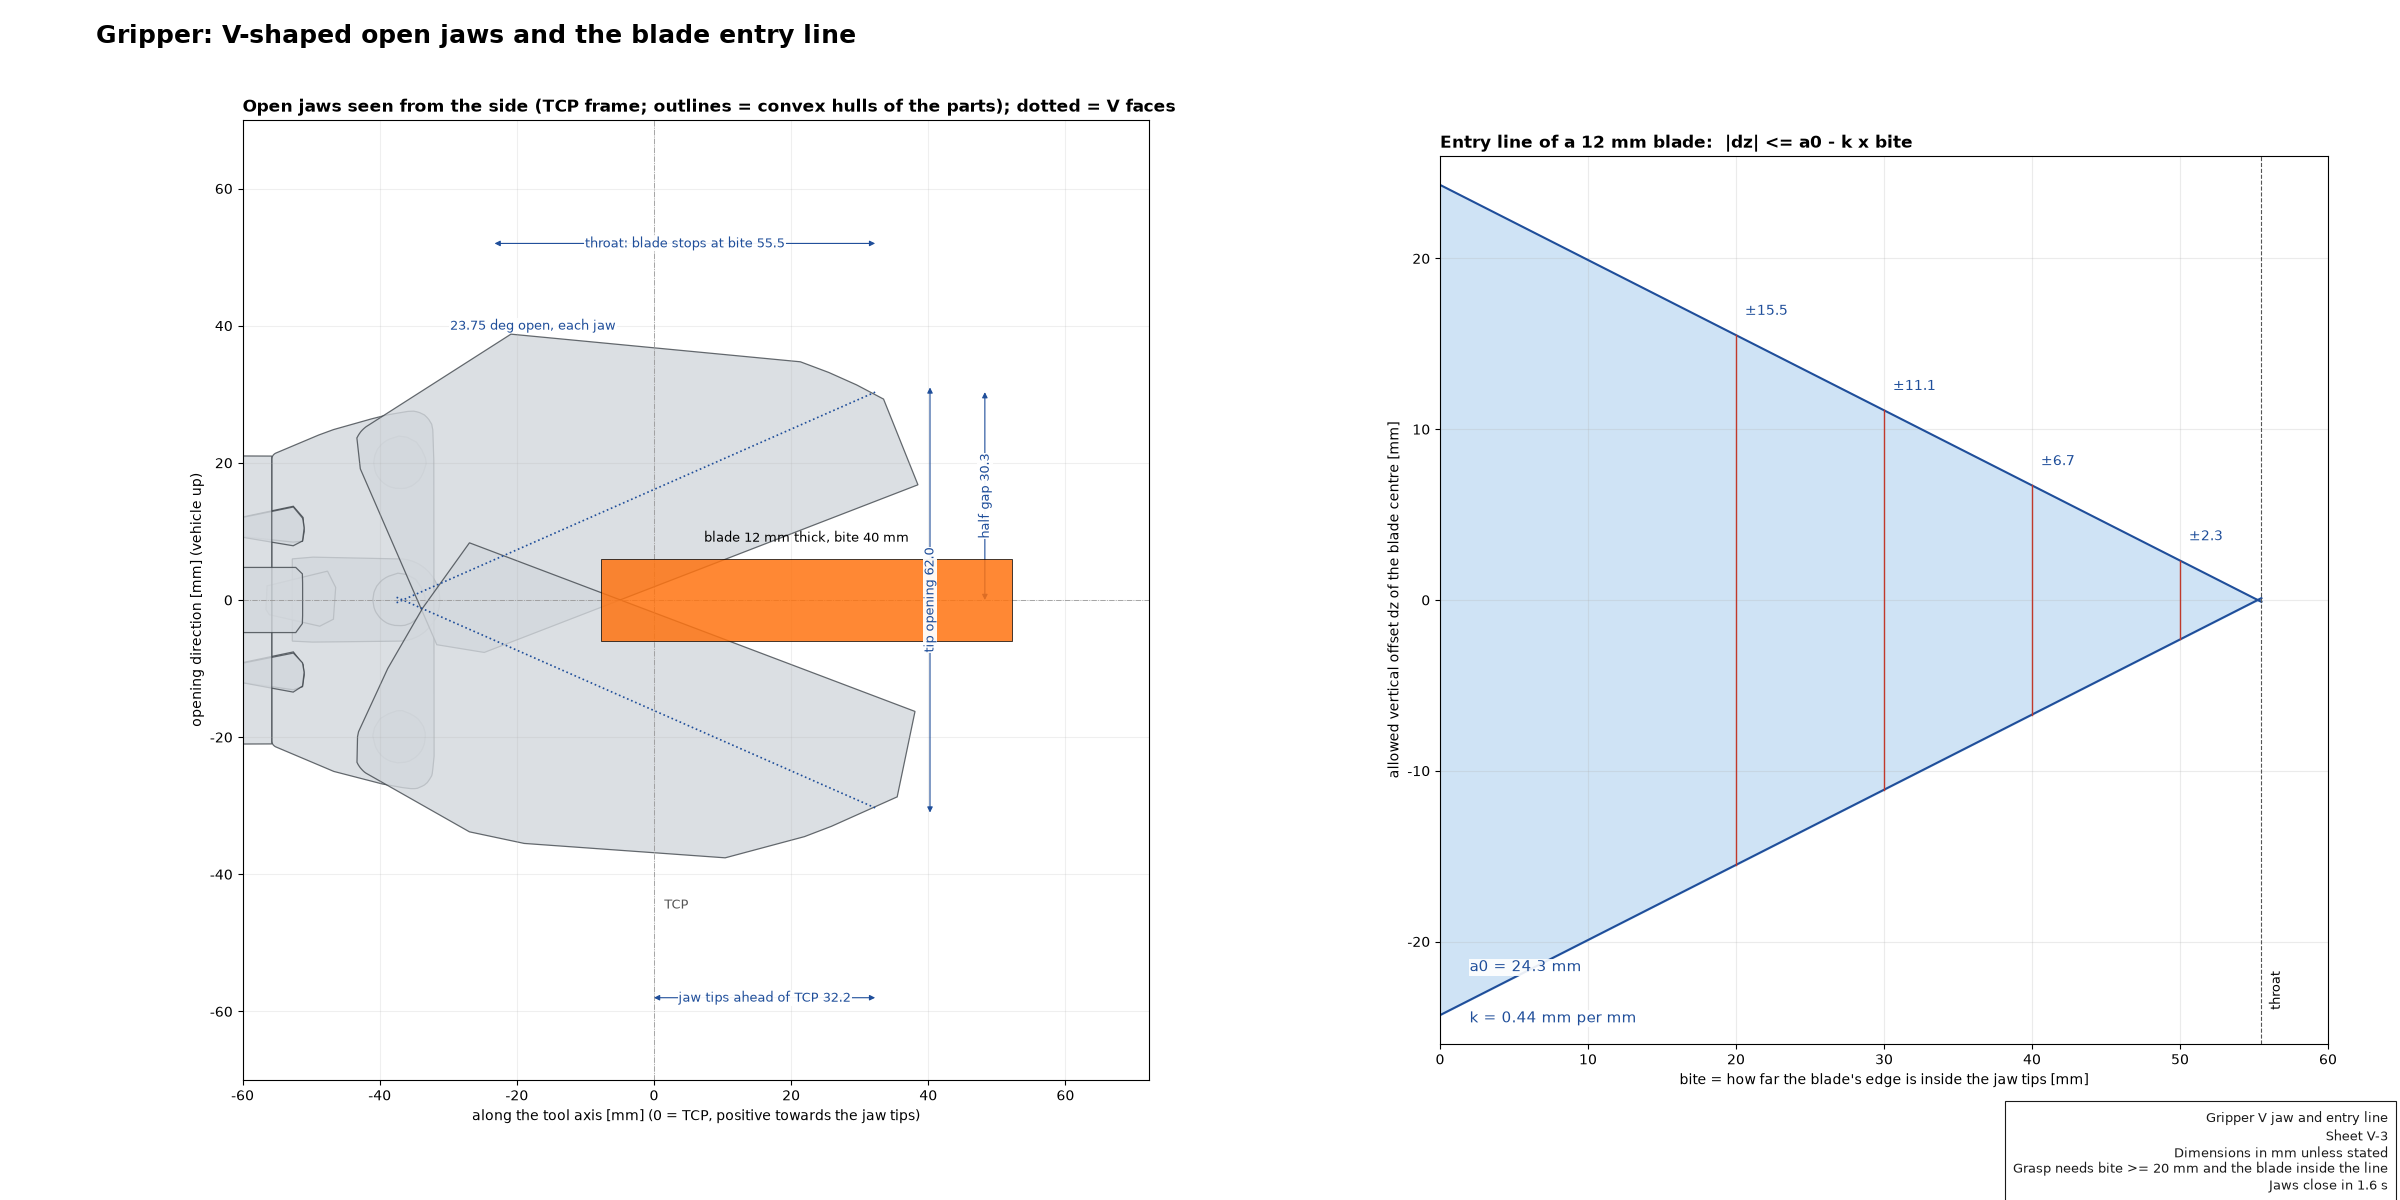 Gripper: V-shaped open jaws and the blade entry line
Open jaws seen from the side (TCP frame; outlines = convex hulls of the parts); dotted = V faces
throat: blade stops at bite 55.5
23.75 deg open, each jaw
half gap 30.3
tip opening 62.0
blade 12 mm thick, bite 40 mm
TCP
jaw tips ahead of TCP 32.2
60
40
20
0
-20
-40
-60
opening direction [mm] (vehicle up)
-60
-40
-20
0
20
40
60
along the tool axis [mm] (0 = TCP, positive towards the jaw tips)
Entry line of a 12 mm blade:  |dz| <= a0 - k x bite
±15.5
±11.1
±6.7
±2.3
a0 = 24.3 mm
k = 0.44 mm per mm
throat
20
10
0
-10
-20
allowed vertical offset dz of the blade centre [mm]
0
10
20
30
40
50
60
bite = how far the blade's edge is inside the jaw tips [mm]
Gripper V jaw and entry line
Sheet V-3
Dimensions in mm unless stated
Grasp needs bite >= 20 mm and the blade inside the line
Jaws close in 1.6 s